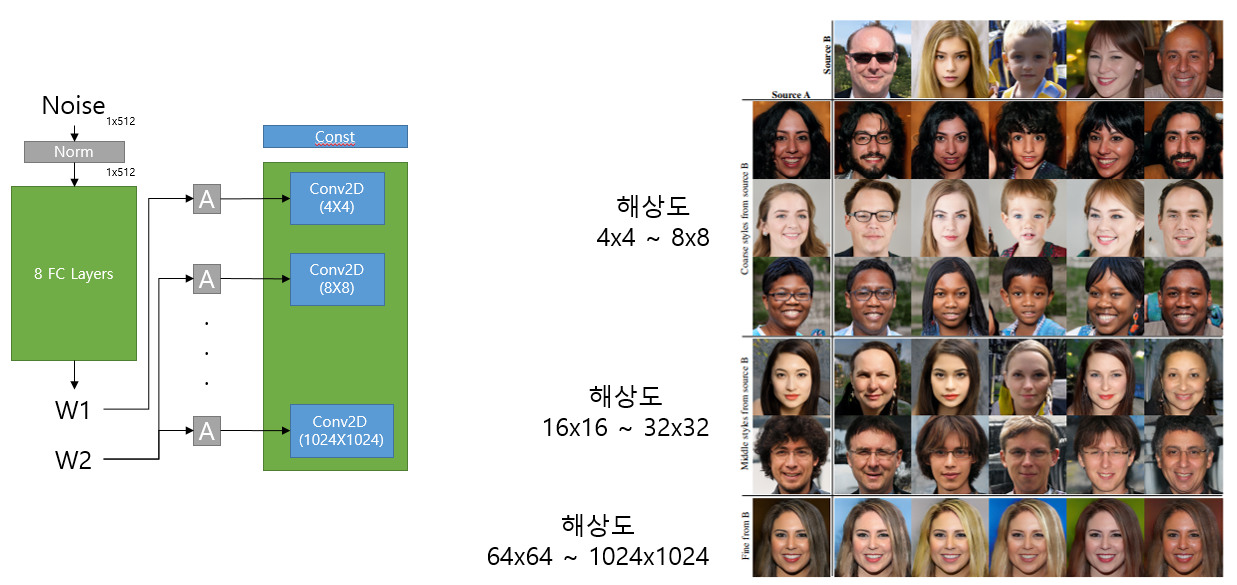 Noise
1x512
Norm
1x512
8 FC Layers
W1
W2
A
A
.
.
.
A
Const
Conv2D
(4X4)
Conv2D
(8X8)
Conv2D
(1024X1024)
해상도
4x4 ~ 8x8
해상도
16x16 ~ 32x32
해상도
64x64 ~ 1024x1024
Source B
Source A
Coarse styles from source B
Middle styles from source B
Fine from B